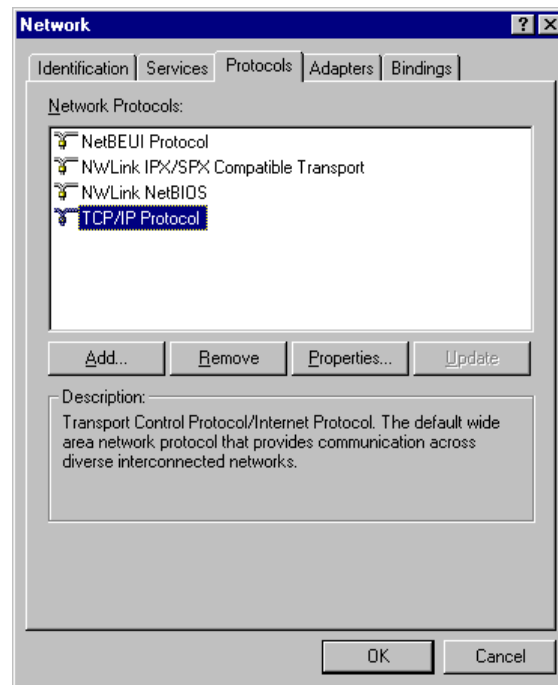 Network
Identification Services Protocols Adapters Bindings
Network Protocols:
NetBEUI Protocol
NWLink IPX/SPX Compatible Transport
NWLink NetBIOS
TCP/IP Protocol
Add... Remove Properties... Update
Description:
Transport Control Protocol/Internet Protocol. The default wide
area network protocol that provides communication across
diverse interconnected networks.
OK Cancel